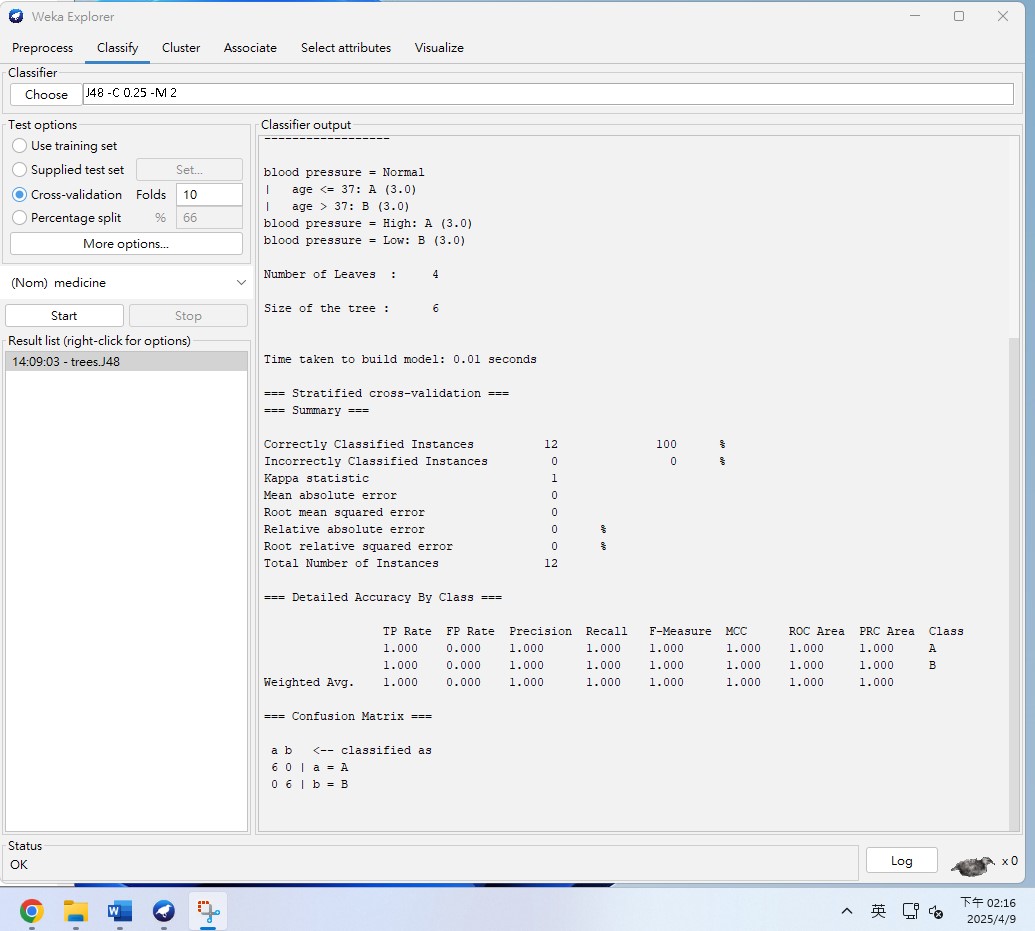 Weka Explorer
Preprocess Classify Cluster Associate Select attributes Visualize
Classifier
Choose J48 -C 0.25 -M 2
Test options
Use training set
Supplied test set Set...
Cross-validation Folds 10
Percentage split % 66
More options...
(Nom) medicine
Start Stop
Result list (right-click for options)
14:09:03 - trees.J48
Classifier output
------------------
blood pressure = Normal
|   age <= 37: A (3.0)
|   age > 37: B (3.0)
blood pressure = High: A (3.0)
blood pressure = Low: B (3.0)
Number of Leaves  :     4
Size of the tree :      6
Time taken to build model: 0.01 seconds
=== Stratified cross-validation ===
=== Summary ===
Correctly Classified Instances          12              100      %
Incorrectly Classified Instances         0                0      %
Kappa statistic                          1
Mean absolute error                      0
Root mean squared error                  0
Relative absolute error                  0      %
Root relative squared error              0      %
Total Number of Instances               12
=== Detailed Accuracy By Class ===
TP Rate  FP Rate  Precision  Recall   F-Measure  MCC      ROC Area  PRC Area  Class
1.000    0.000    1.000      1.000    1.000      1.000    1.000     1.000     A
1.000    0.000    1.000      1.000    1.000      1.000    1.000     1.000     B
Weighted Avg.    1.000    0.000    1.000      1.000    1.000      1.000    1.000     1.000
=== Confusion Matrix ===
a b   <-- classified as
6 0 | a = A
0 6 | b = B
Status
OK
Log
x 0
英
下午 02:16
2025/4/9